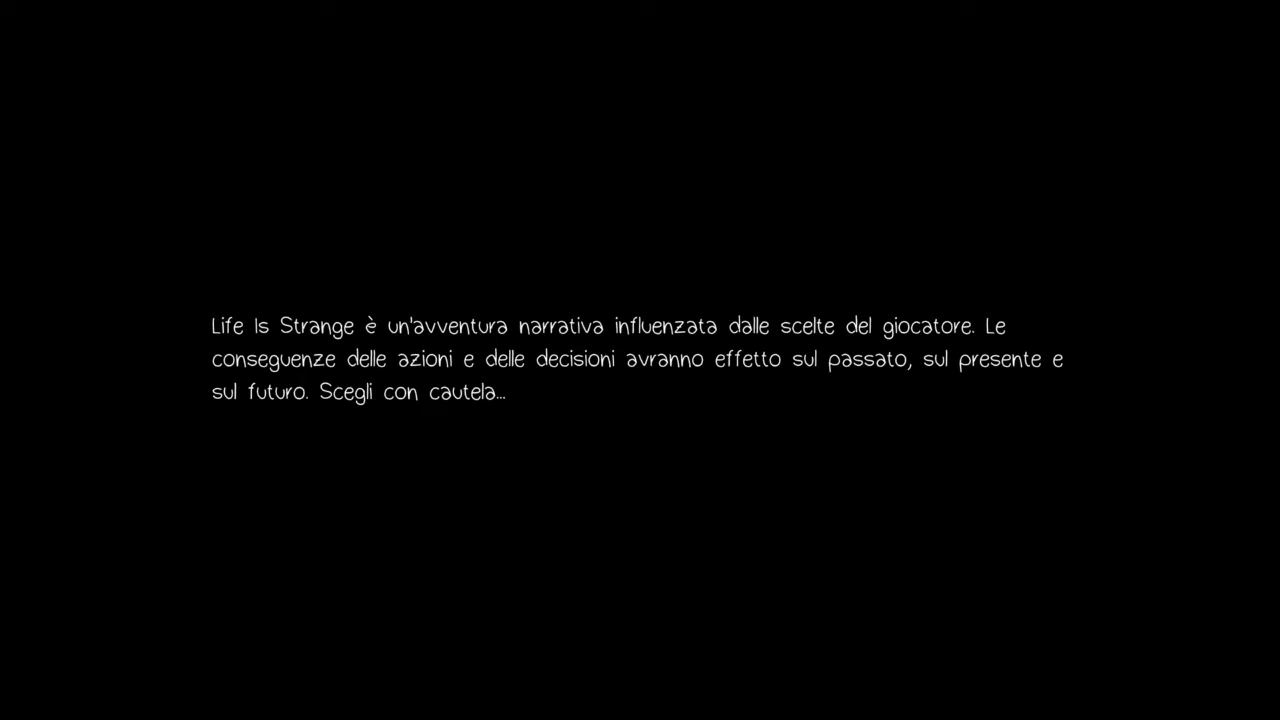 Life Is Strange è un'avventura narrativa influenzata dalle scelte del giocatore. Le
conseguenze delle azioni e delle decisioni avranno effetto sul passato, sul presente e
sul futuro. Scegli con cautela...